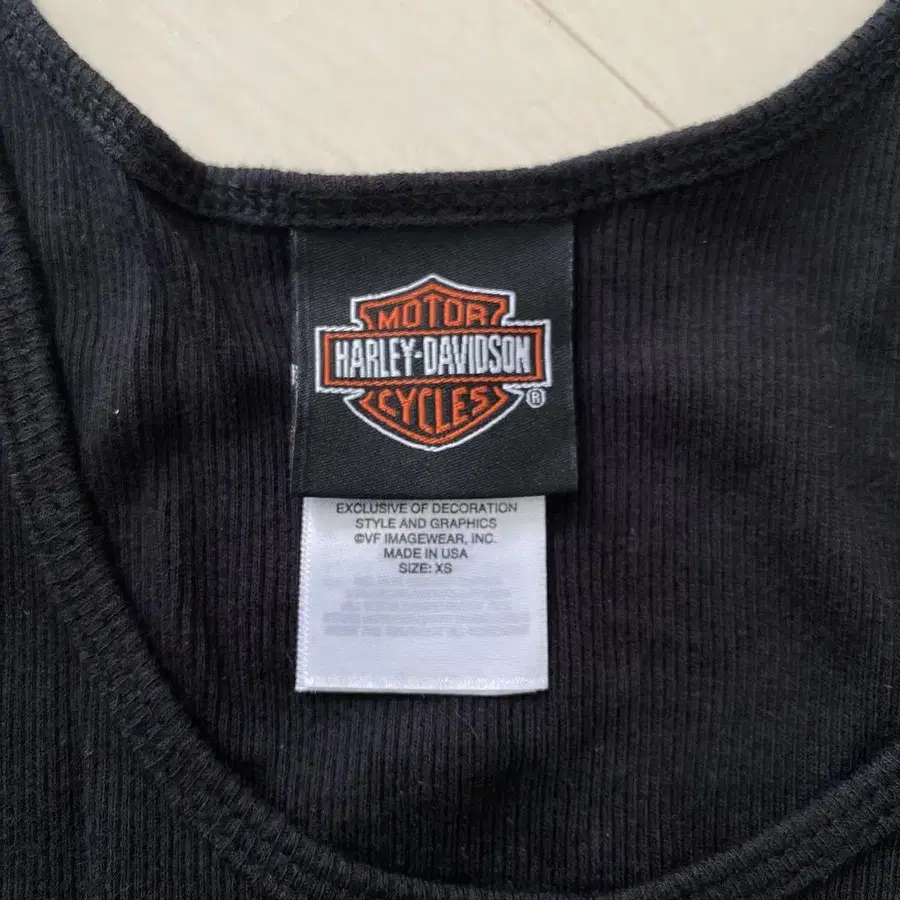 MOTOR
HARLEY-DAVIDSON
CYCLES
®
EXCLUSIVE OF DECORATION
STYLE AND GRAPHICS
©VF IMAGEWEAR, INC.
MADE IN USA
SIZE: XS